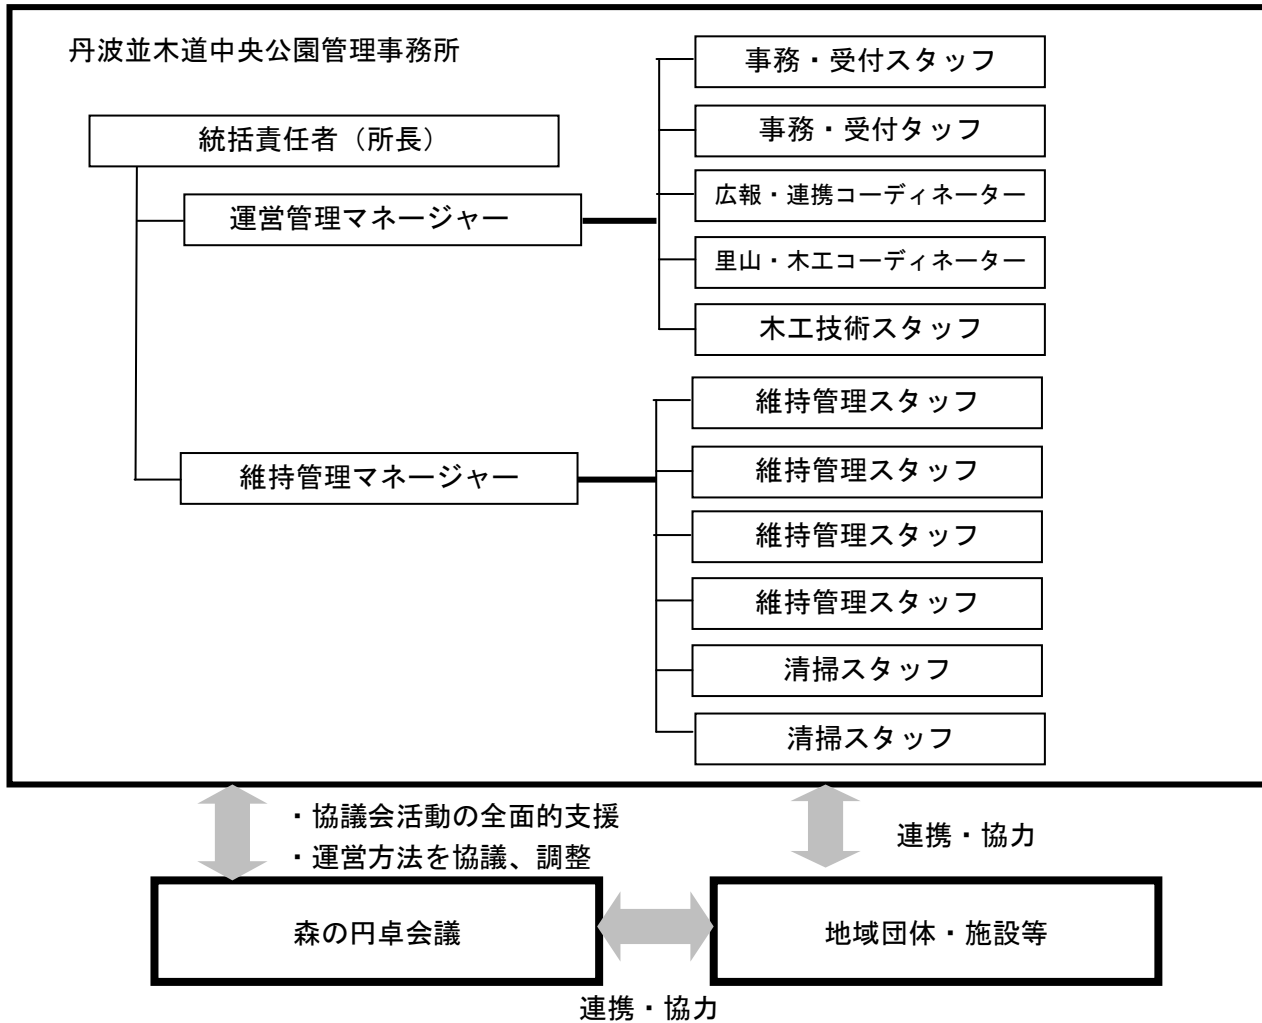 丹波並木道中央公園管理事務所
統括責任者（所長）
運営管理マネージャー
事務・受付スタッフ
事務・受付タッフ
広報・連携コーディネーター
里山・木工コーディネーター
木工技術スタッフ
維持管理マネージャー
維持管理スタッフ
維持管理スタッフ
維持管理スタッフ
維持管理スタッフ
清掃スタッフ
清掃スタッフ
・協議会活動の全面的支援
・運営方法を協議、調整
連携・協力
森の円卓会議
地域団体・施設等
連携・協力